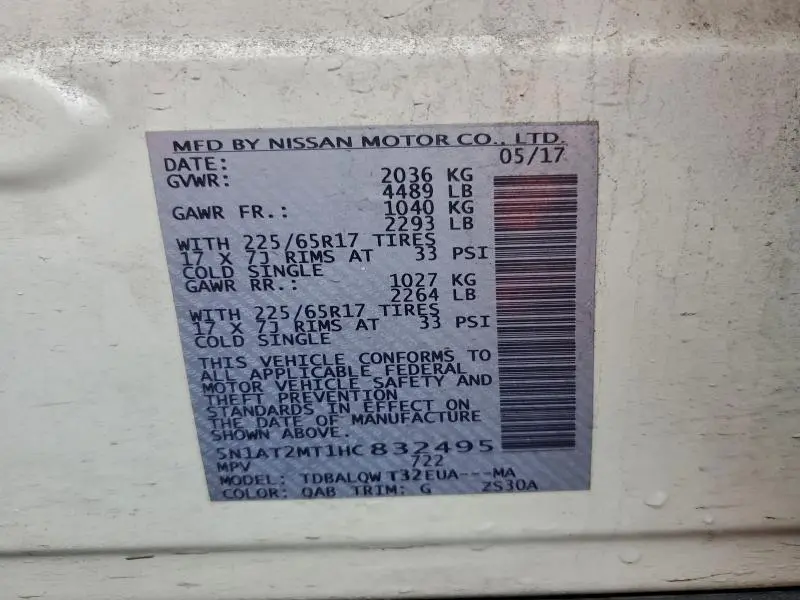 MFD BY NISSAN MOTOR CO., LTD.
DATE: 05/17
GVWR: 2036 KG
4489 LB
GAWR FR.: 1040 KG
2293 LB
WITH 225/65R17 TIRES
17 X 7J RIMS AT 33 PSI
COLD SINGLE
GAWR RR.: 1027 KG
2264 LB
WITH 225/65R17 TIRES
17 X 7J RIMS AT 33 PSI
COLD SINGLE
THIS VEHICLE CONFORMS TO
ALL APPLICABLE FEDERAL
MOTOR VEHICLE SAFETY AND
THEFT PREVENTION
STANDARDS IN EFFECT ON
THE DATE OF MANUFACTURE
SHOWN ABOVE.
5N1AT2MT1HC832495
MPV 722
MODEL: TDBALQW T32EUA---MA
COLOR: QAB TRIM: G ZS30A